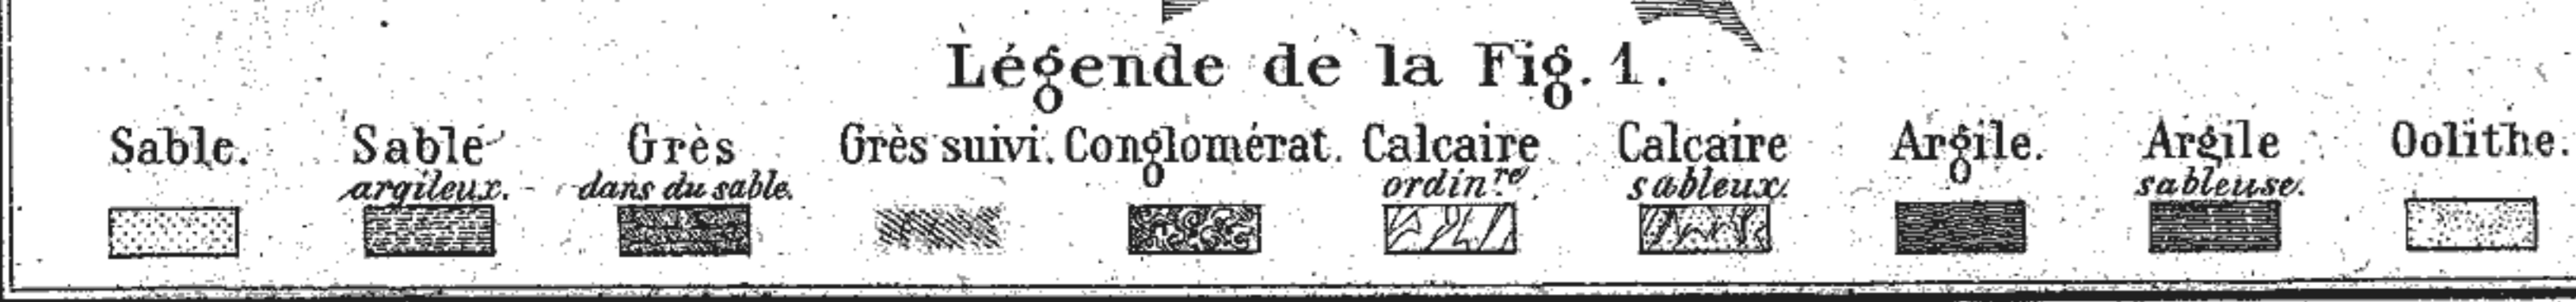 Légende de la Fig. 1.
Sable. Sable Grès Grès suivi. Conglomérat. Calcaire Calcaire Argile. Argile Oolithe.
argileux. dans du sable. ordinre. sableux. sableuse.